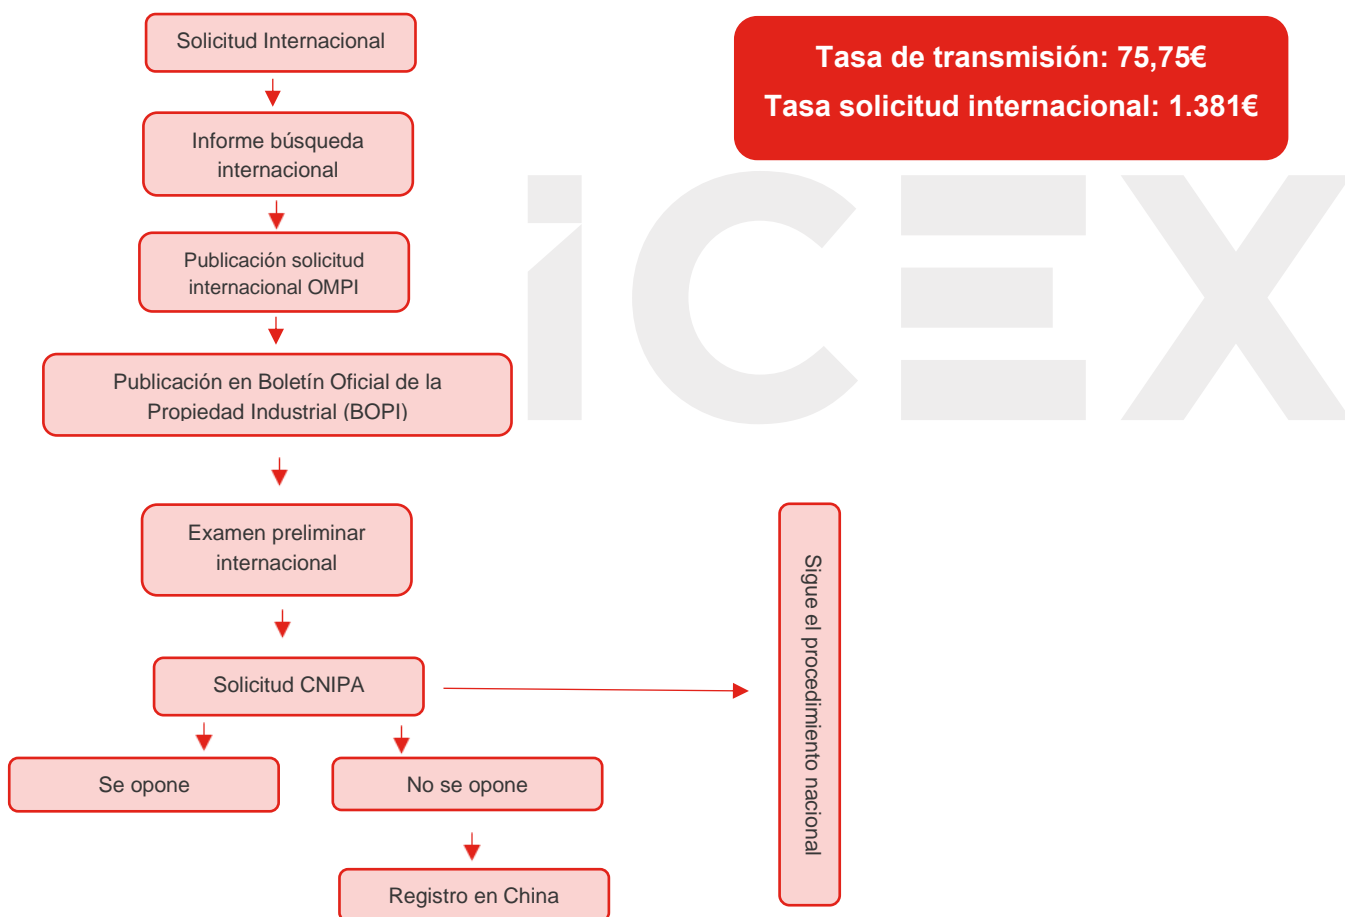 Solicitud Internacional
Tasa de transmisión: 75,75€
Tasa solicitud internacional: 1.381€
Informe búsqueda
internacional
iCEX
Publicación solicitud
internacional OMPI
Publicación en Boletín Oficial de la
Propiedad Industrial (BOPI)
Examen preliminar
internacional
Sigue el procedimiento nacional
Solicitud CNIPA
Se opone
No se opone
Registro en China